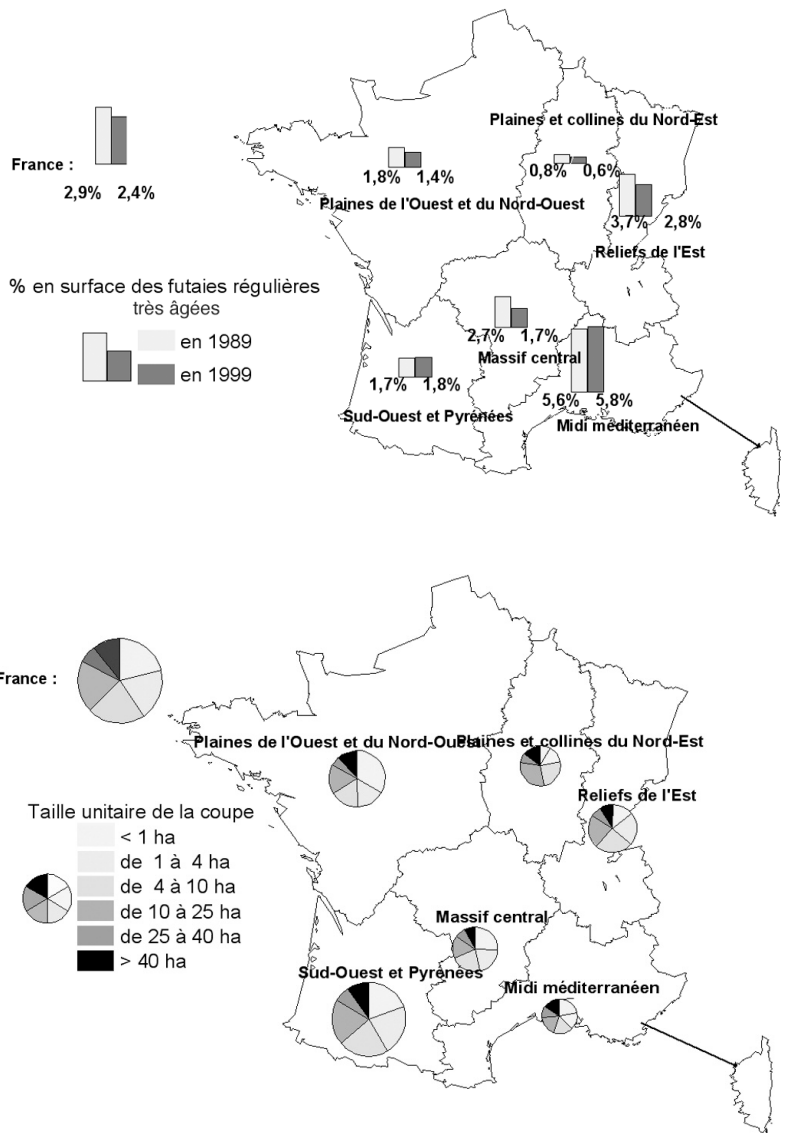 Plaines et collines du Nord-Est
0,8% 0,6%
France :
2,9% 2,4%
1,8% 1,4%
Plaines de l'Ouest et du Nord-Ouest
3,7% 2,8%
Reliefs de l'Est
% en surface des futaies régulières
très âgées
en 1989
en 1999
2,7% 1,7%
Massif central
1,7% 1,8%
Sud-Ouest et Pyrénées
5,6% 5,8%
Midi méditerranéen
France :
Plaines de l'Ouest et du Nord-Ouest
Plaines et collines du Nord-Est
Reliefs de l'Est
Taille unitaire de la coupe
< 1 ha
de 1 à 4 ha
de 4 à 10 ha
de 10 à 25 ha
de 25 à 40 ha
> 40 ha
Massif central
Sud-Ouest et Pyrénées
Midi méditerranéen